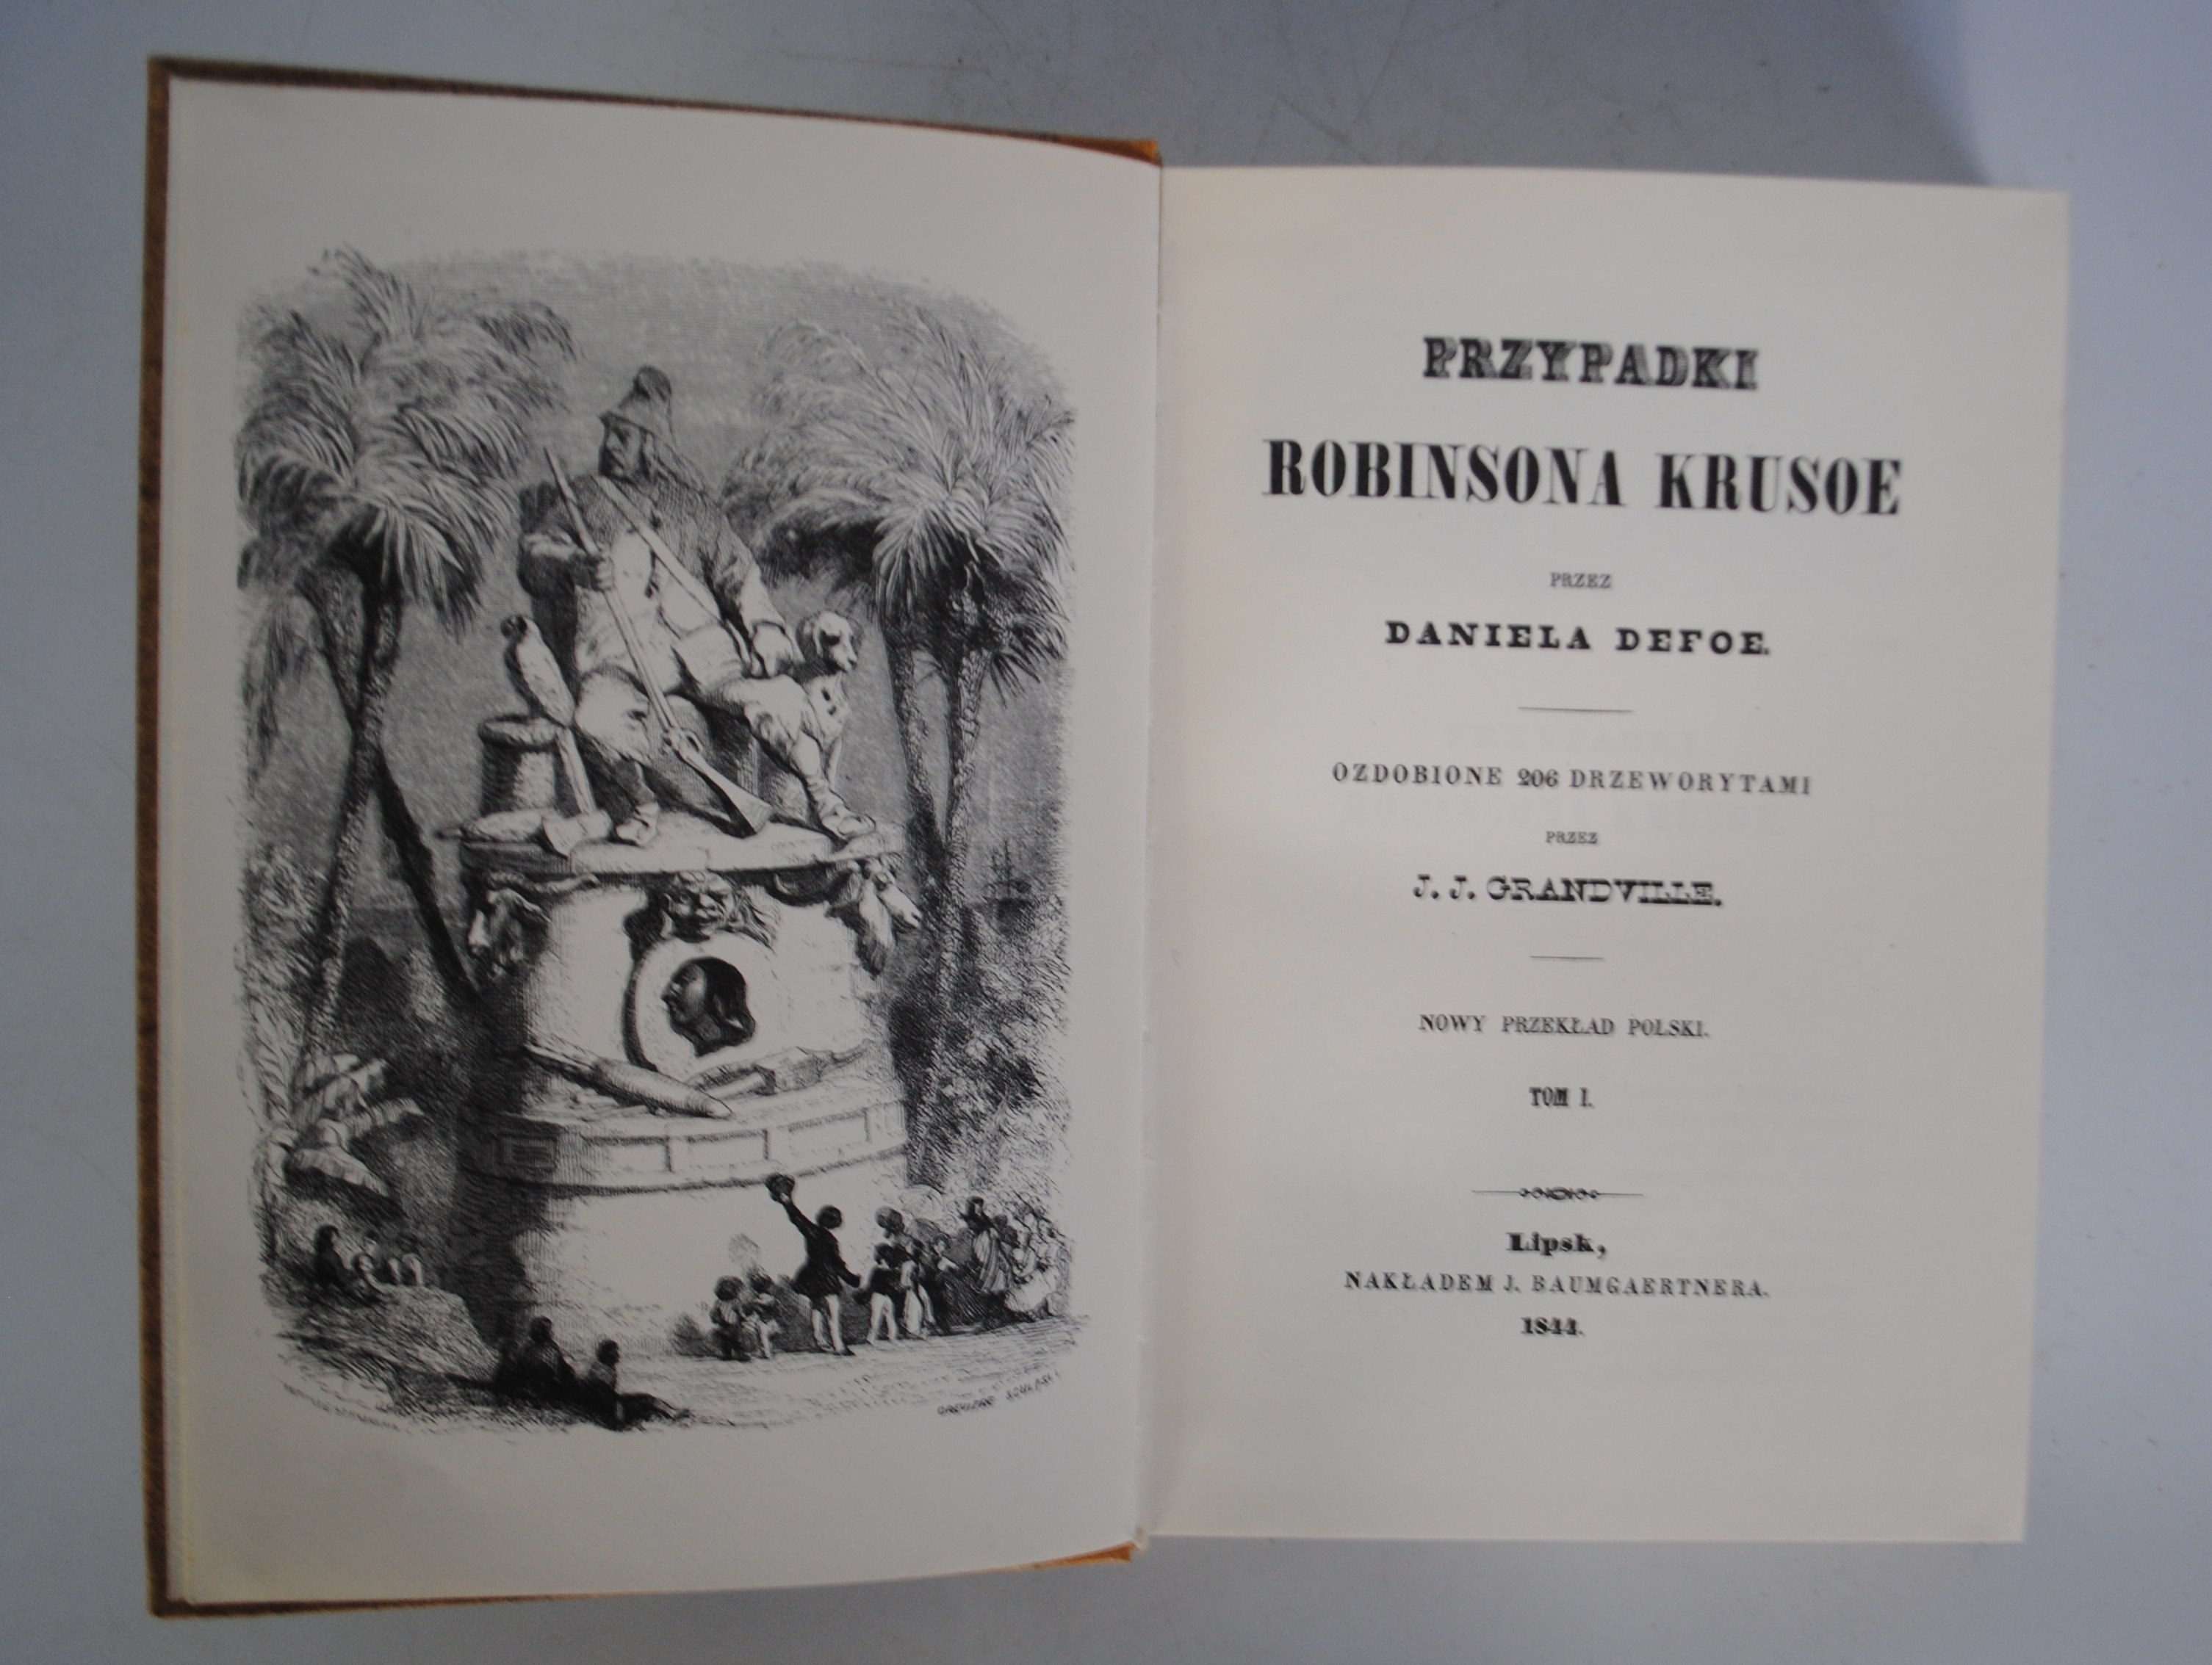 PRZYPADKI
ROBINSONA KRUSOE
PRZEZ
DANIELA DEFOE.
OZDOBIONE 206 DRZEWORYTAMI
PRZEZ
J. J. GRANDVILLE.
NOWY PRZEKŁAD POLSKI.
TOM I.
Lipsk,
NAKŁADEM J. BAUMGAERTNERA.
1844.